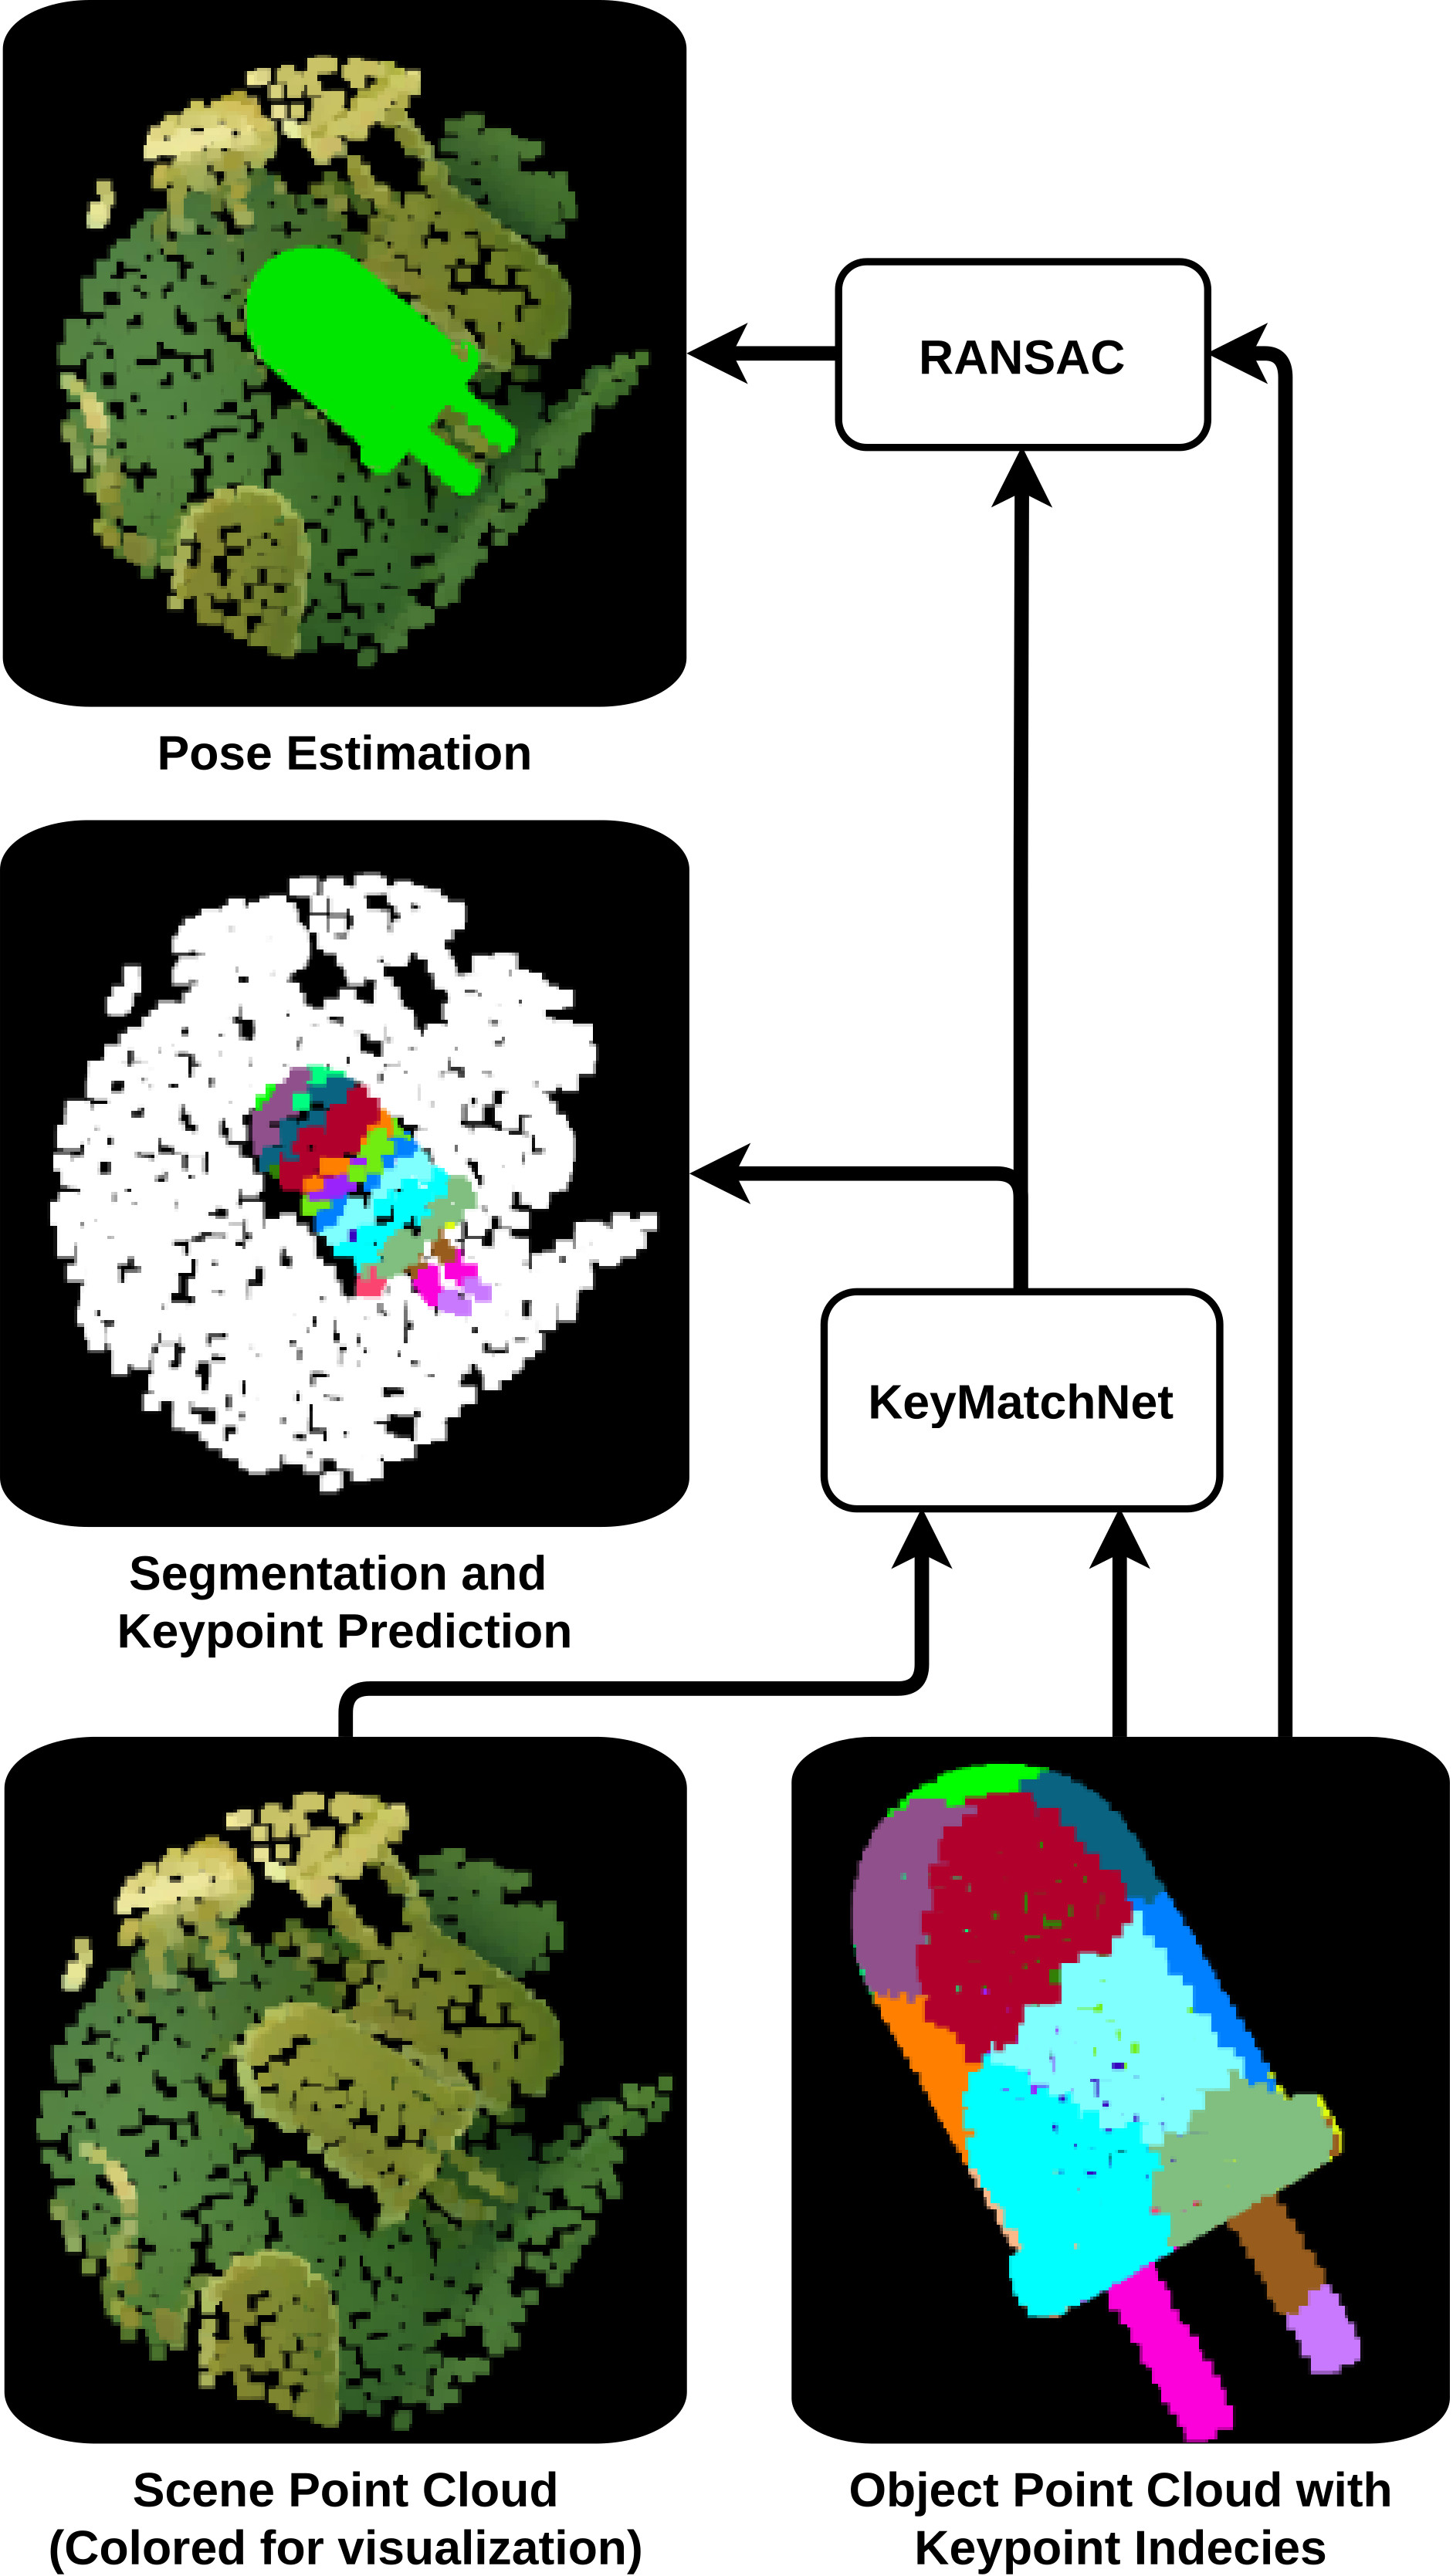 RANSAC
Pose Estimation
KeyMatchNet
Segmentation and
Keypoint Prediction
Scene Point Cloud
(Colored for visualization)
Object Point Cloud with
Keypoint Indecies